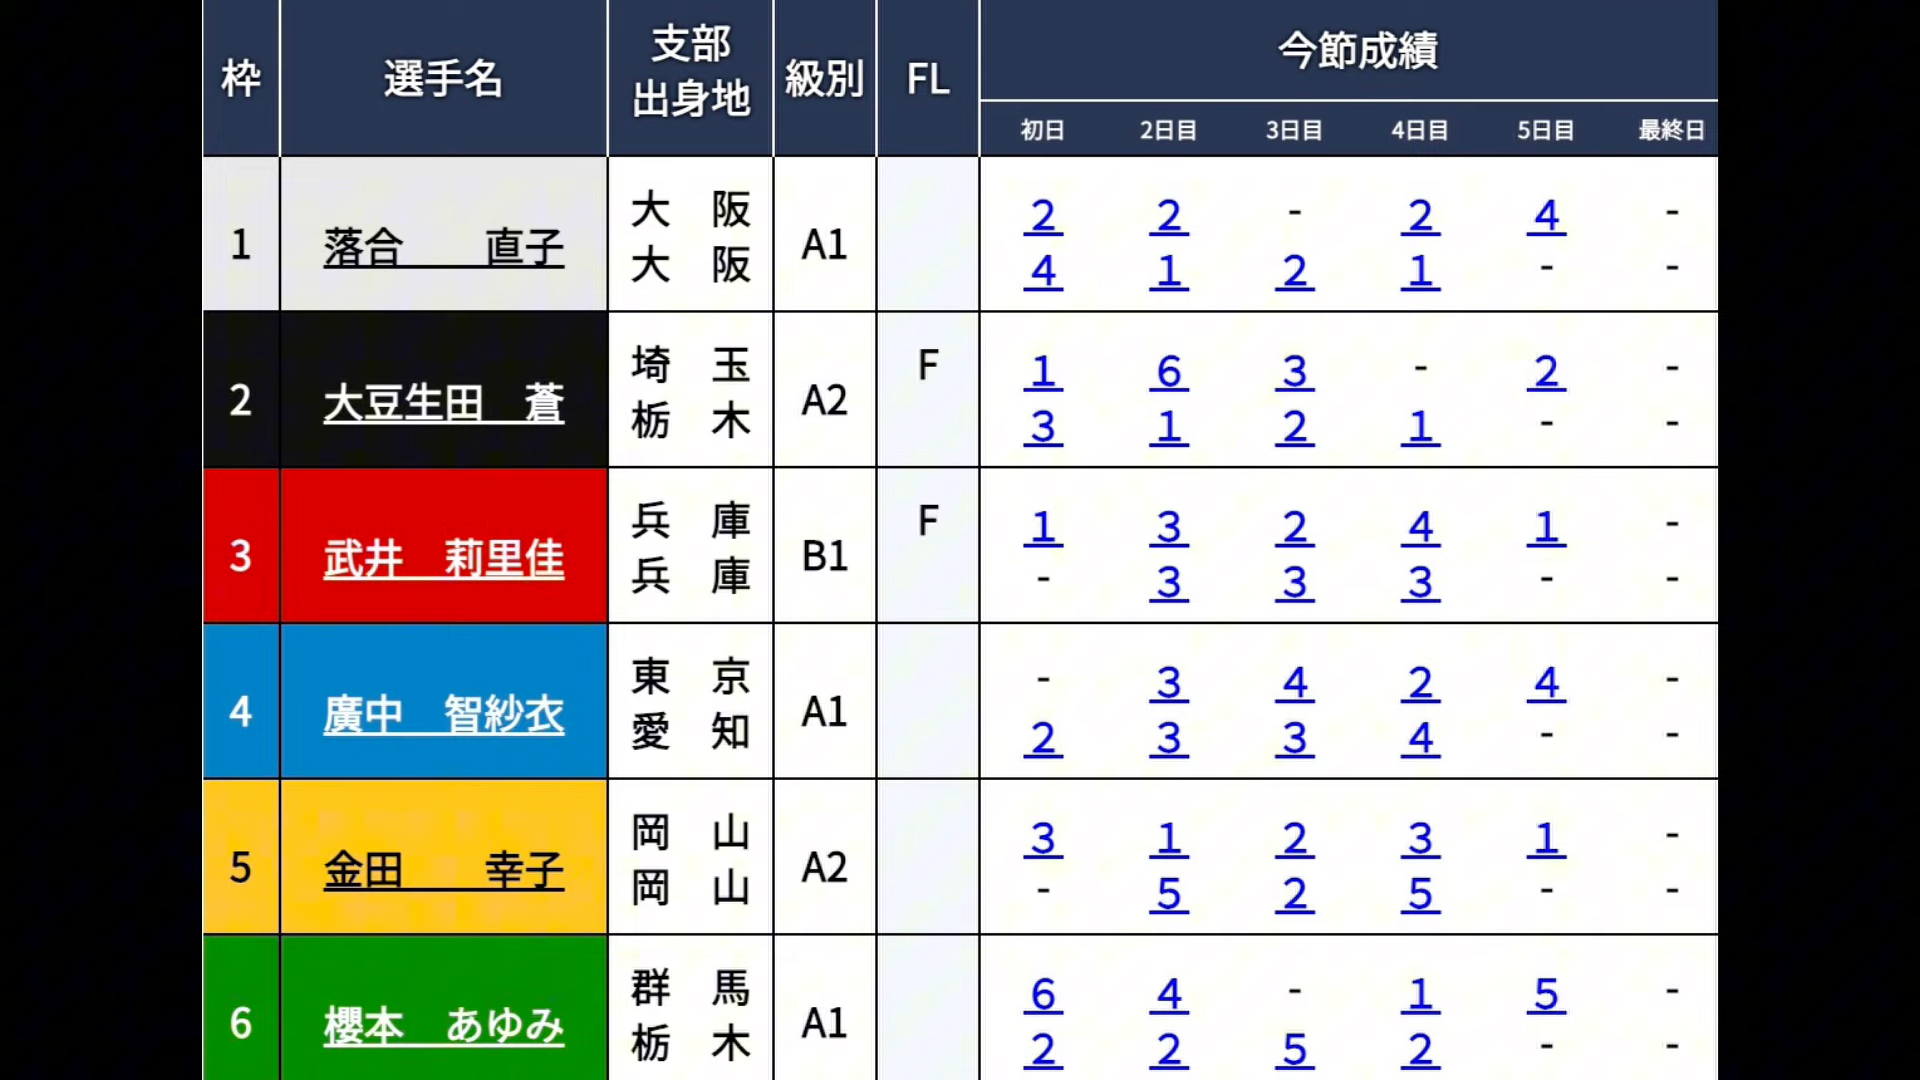 枠 選手名 支部 出身地 級別 FL 今節成績
初日 2日目 3日目 4日目 5日目 最終日
1 落合 直子 大阪 大阪 A1
2 2 - 2 4 -
4 1 2 1 - -
2 大豆生田 蒼 埼玉 栃木 A2 F
1 6 3 - 2 -
3 1 2 1 - -
3 武井 莉里佳 兵庫 兵庫 B1 F
1 3 2 4 1 -
- 3 3 3 - -
4 廣中 智紗衣 東京 愛知 A1
- 3 4 2 4 -
2 3 3 4 - -
5 金田 幸子 岡山 岡山 A2
3 1 2 3 1 -
- 5 2 5 - -
6 櫻本 あゆみ 群馬 栃木 A1
6 4 - 1 5 -
2 2 5 2 - -